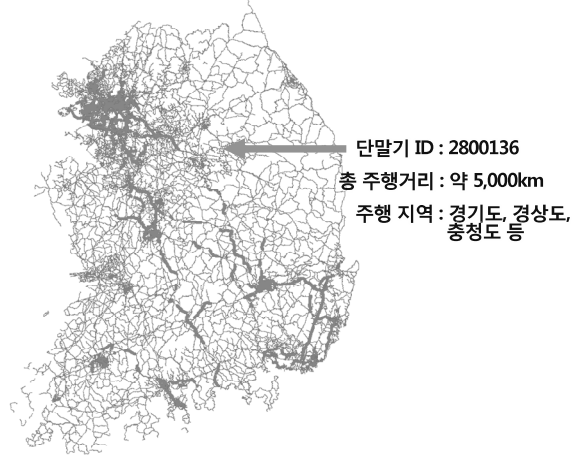 단말기 ID : 2800136
총 주행거리 : 약 5,000km
주행 지역 : 경기도, 경상도,
충청도 등